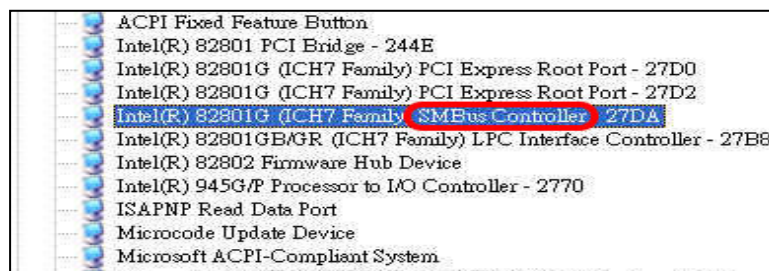 ACPI Fixed Feature Button
Intel(R) 82801 PCI Bridge - 244E
Intel(R) 82801G (ICH7 Family) PCI Express Root Port - 27D0
Intel(R) 82801G (ICH7 Family) PCI Express Root Port - 27D2
Intel(R) 82801G (ICH7 Family) SMBus Controller - 27DA
Intel(R) 82801GB/GR (ICH7 Family) LPC Interface Controller - 27B8
Intel(R) 82802 Firmware Hub Device
Intel(R) 945G/P Processor to I/O Controller - 2770
ISAPNP Read Data Port
Microcode Update Device
Microsoft ACPI-Compliant System